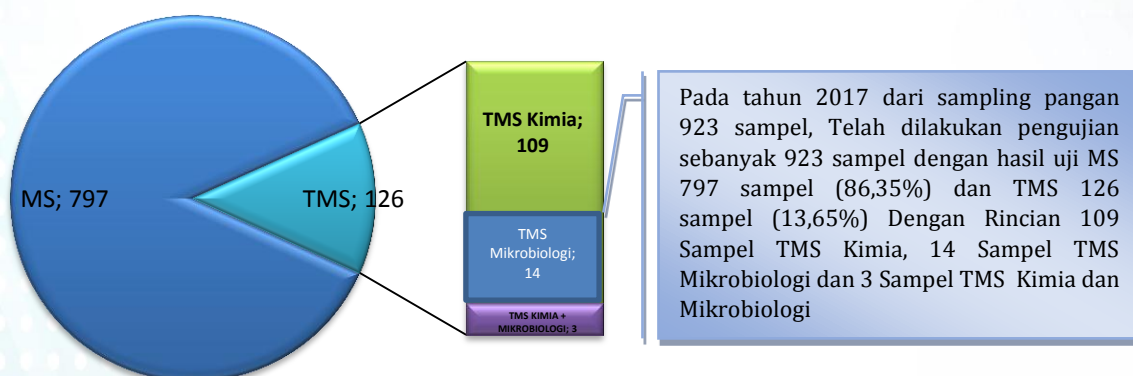 MS; 797
TMS; 126
TMS Kimia;
109
TMS
Mikrobiologi;
14
TMS KIMIA +
MIKROBIOLOGI; 3
Pada tahun 2017 dari sampling pangan
923 sampel, Telah dilakukan pengujian
sebanyak 923 sampel dengan hasil uji MS
797 sampel (86,35%) dan TMS 126
sampel (13,65%) Dengan Rincian 109
Sampel TMS Kimia, 14 Sampel TMS
Mikrobiologi dan 3 Sampel TMS Kimia dan
Mikrobiologi